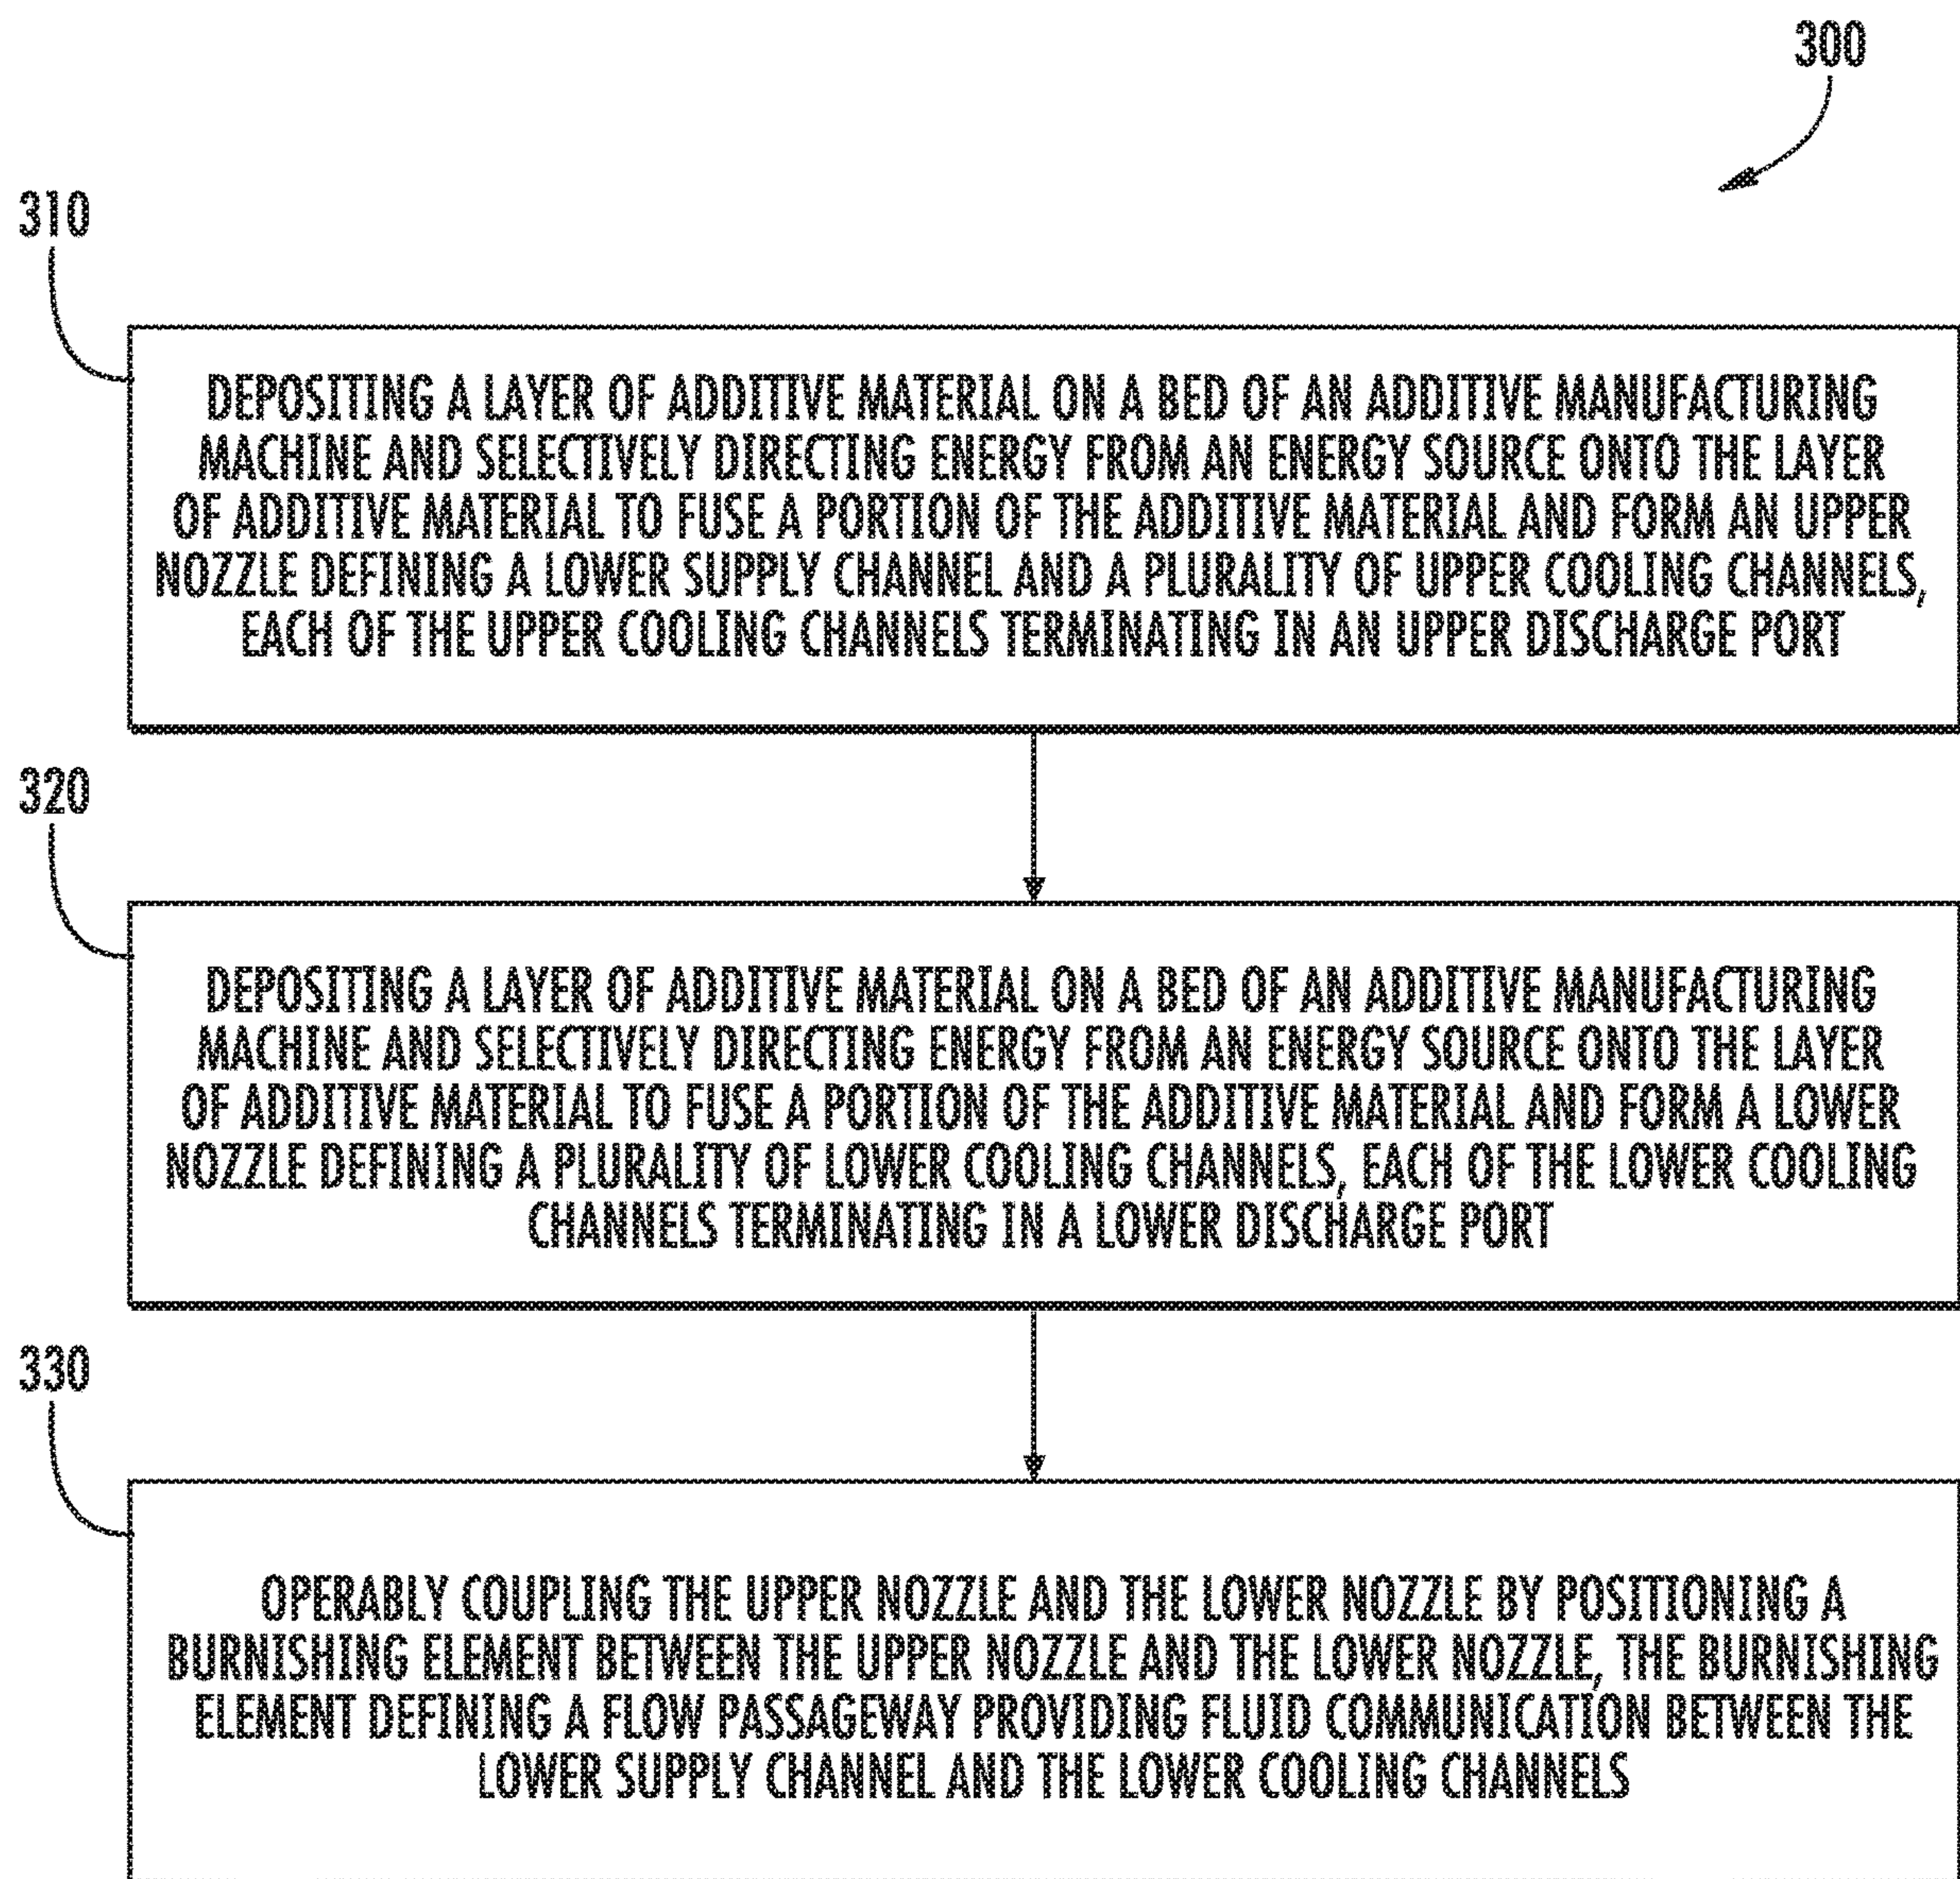 300
310
DEPOSITING A LAYER OF ADDITIVE MATERIAL ON A BED OF AN ADDITIVE MANUFACTURING
MACHINE AND SELECTIVELY DIRECTING ENERGY FROM AN ENERGY SOURCE ONTO THE LAYER
OF ADDITIVE MATERIAL TO FUSE A PORTION OF THE ADDITIVE MATERIAL AND FORM AN UPPER
NOZZLE DEFINING A LOWER SUPPLY CHANNEL AND A PLURALITY OF UPPER COOLING CHANNELS,
EACH OF THE UPPER COOLING CHANNELS TERMINATING IN AN UPPER DISCHARGE PORT
320
DEPOSITING A LAYER OF ADDITIVE MATERIAL ON A BED OF AN ADDITIVE MANUFACTURING
MACHINE AND SELECTIVELY DIRECTING ENERGY FROM AN ENERGY SOURCE ONTO THE LAYER
OF ADDITIVE MATERIAL TO FUSE A PORTION OF THE ADDITIVE MATERIAL AND FORM A LOWER
NOZZLE DEFINING A PLURALITY OF LOWER COOLING CHANNELS, EACH OF THE LOWER COOLING
CHANNELS TERMINATING IN A LOWER DISCHARGE PORT
330
OPERABLY COUPLING THE UPPER NOZZLE AND THE LOWER NOZZLE BY POSITIONING A
BURNISHING ELEMENT BETWEEN THE UPPER NOZZLE AND THE LOWER NOZZLE, THE BURNISHING
ELEMENT DEFINING A FLOW PASSAGEWAY PROVIDING FLUID COMMUNICATION BETWEEN THE
LOWER SUPPLY CHANNEL AND THE LOWER COOLING CHANNELS